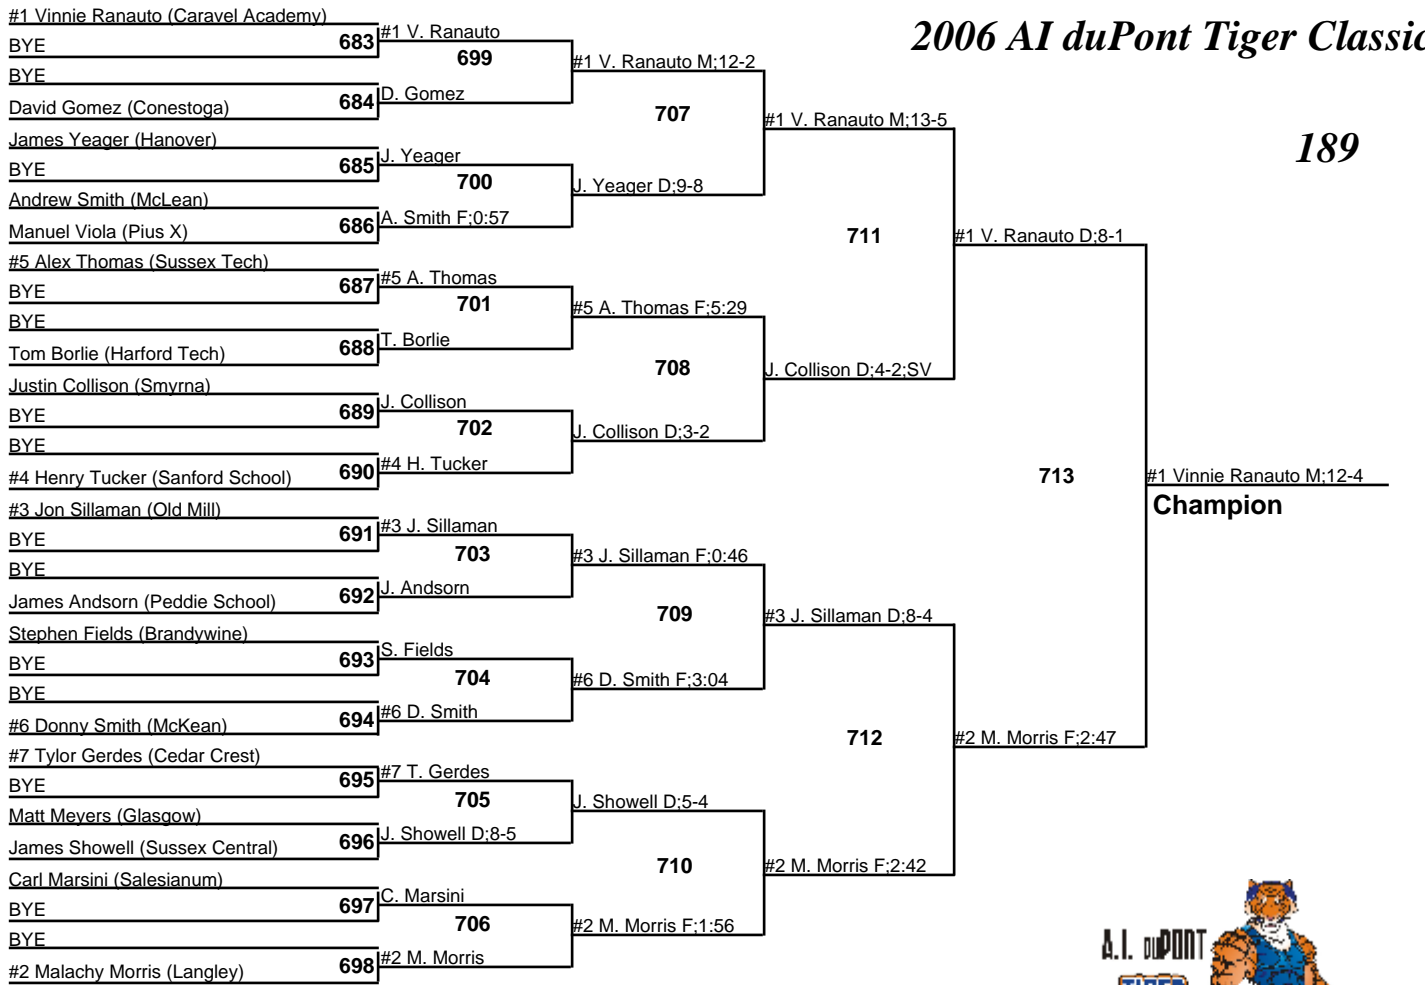 2006 AI duPont Tiger Classic
189
#1 Vinnie Ranauto (Caravel Academy)
BYE
683
BYE
David Gomez (Conestoga)
684
James Yeager (Hanover)
BYE
685
Andrew Smith (McLean)
Manuel Viola (Pius X)
686
#5 Alex Thomas (Sussex Tech)
BYE
687
BYE
Tom Borlie (Harford Tech)
688
Justin Collison (Smyrna)
BYE
689
BYE
#4 Henry Tucker (Sanford School)
690
#3 Jon Sillaman (Old Mill)
BYE
691
BYE
James Andsorn (Peddie School)
692
Stephen Fields (Brandywine)
BYE
693
BYE
#6 Donny Smith (McKean)
694
#7 Tylor Gerdes (Cedar Crest)
BYE
695
Matt Meyers (Glasgow)
James Showell (Sussex Central)
696
Carl Marsini (Salesianum)
BYE
697
BYE
#2 Malachy Morris (Langley)
698
#1 V. Ranauto
699
D. Gomez
J. Yeager
700
A. Smith F;0:57
#5 A. Thomas
701
T. Borlie
J. Collison
702
#4 H. Tucker
#3 J. Sillaman
703
J. Andsorn
S. Fields
704
#6 D. Smith
#7 T. Gerdes
705
J. Showell D;8-5
C. Marsini
706
#2 M. Morris
#1 V. Ranauto M;12-2
707
J. Yeager D;9-8
#5 A. Thomas F;5:29
708
J. Collison D;3-2
#3 J. Sillaman F;0:46
709
#6 D. Smith F;3:04
J. Showell D;5-4
710
#2 M. Morris F;1:56
#1 V. Ranauto M;13-5
711
J. Collison D;4-2;SV
#3 J. Sillaman D;8-4
712
#2 M. Morris F;2:42
#1 V. Ranauto D;8-1
713
#2 M. Morris F;2:47
#1 Vinnie Ranauto M;12-4
Champion
A.I. DUPONT
TIGER